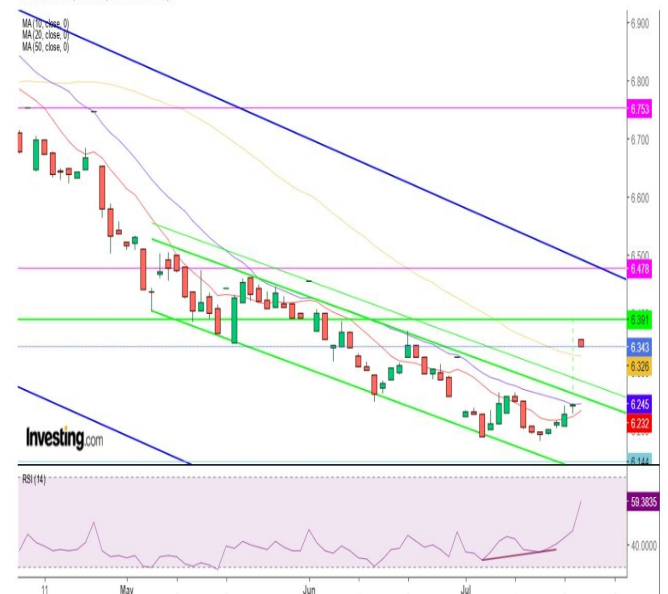 MA (10, close, 0)
MA (20, close, 0)
MA (50, close, 0)
6.900
6.800
6.753
6.700
6.600
6.500
6.478
6.391
6.343
6.326
6.245
6.232
6.144
Investing.com
RSI (14)
59.3835
40.0000
11
May
Jun
Jul